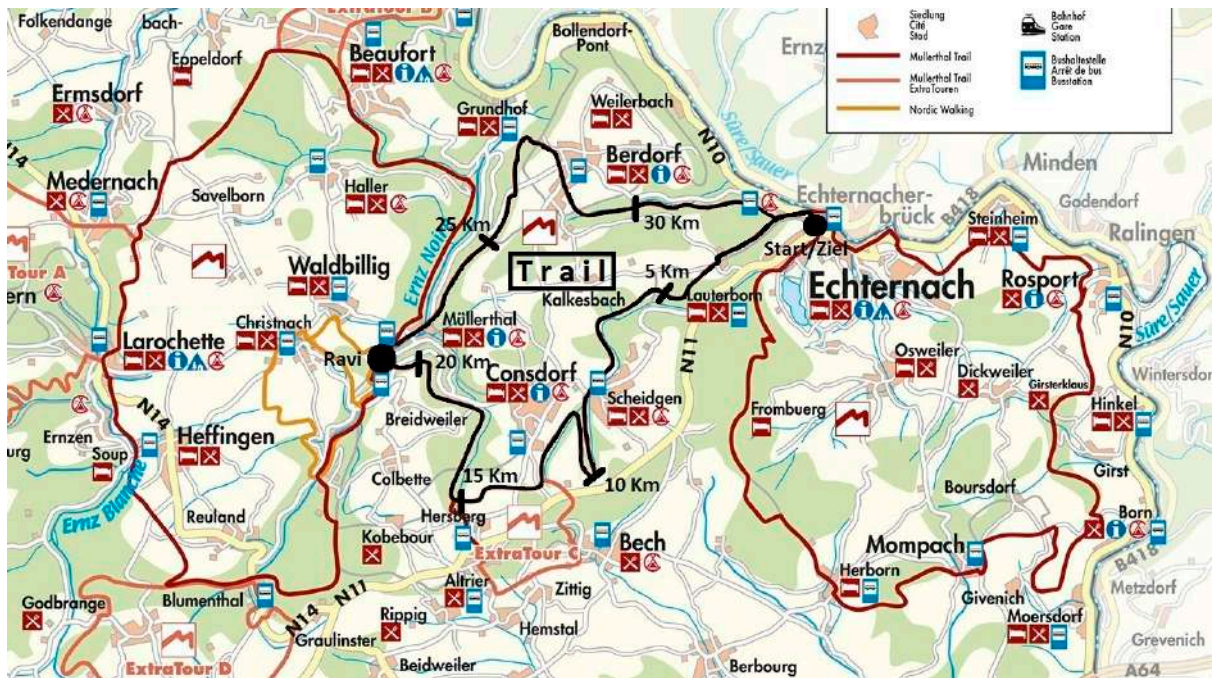 Folkendange
bach-
ExtraTour B
Bollendorf-
Pont
Ernz
Siedlung
Cité
Stad
Bahnhof
Gare
Station
Mullerthal Trail
Mullerthal Trail
ExtraTouren
Nordic Walking
Bushaltestelle
Arrêt de bus
Busstation
Eppeldorf
Beaufort
Ermsdorf
Grundhof
Weilerbach
N10
Sûre/Sauer
Minden
N14
Medernach
Savelborn
Haller
Berdorf
Echternacher-
brück
B418
Steinheim
Godendorf
Ralingen
25 Km
30 Km
Start/Ziel
ExtraTour A
Waldbillig
Ernz Noire
Trail
5 Km
Kalkesbach
Lauterborn
Echternach
Rosport
N10
Sûre/Sauer
ern
Larochette
Christnach
Müllerthal
Ravi
20 Km
Consdorf
N11
Osweiler
Dickweiler
Girsterklaus
Wintersdorf
Ernzen
urg
Soup
N14
Heffingen
Breidweiler
Scheidgen
Frombuerg
Hinkel
Colbette
15 Km
10 Km
Girst
Ernz Blanche
Reuland
Hersberg
Boursdorf
Born
Kobebour
ExtraTour C
Bech
Mompach
B418
Metzdorf
Godbrange
Blumenthal
N14
N11
Altrier
Zittig
Herborn
Givenich
Moersdorf
Rippig
Hemstal
Graulinster
Grevenich
ExtraTour D
Beidweiler
Berbourg
A64